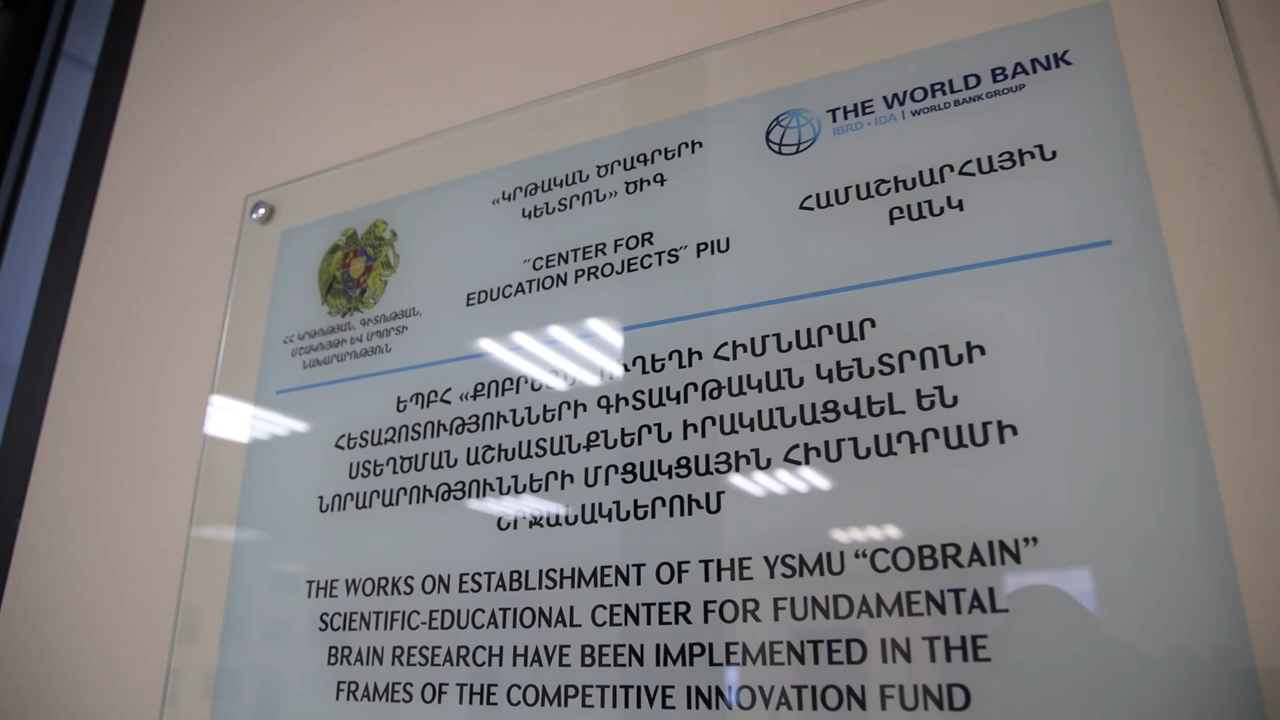 «ԿՐԹԱԿԱՆ ԾՐԱԳՐԵՐԻ
ԿԵՆՏՐՈՆ» ԾԻԳ
"CENTER FOR
EDUCATION PROJECTS" PIU
THE WORLD BANK
IBRD • IDA | WORLD BANK GROUP
ՀԱՄԱՇԽԱՐՀԱՅԻՆ
ԲԱՆԿ
ՀՀ ԿՐԹՈՒԹՅԱՆ, ԳԻՏՈՒԹՅԱՆ,
ՄՇԱԿՈՒՅԹԻ ԵՎ ՍՊՈՐՏԻ
ՆԱԽԱՐԱՐՈՒԹՅՈՒՆ
ԵՊԲՀ ՈՒՂԵՂԻ ՀԻՄՆԱՐԱՐ
ՀԵՏԱԶՈՏՈՒԹՅՈՒՆՆԵՐԻ ԳԻՏԱԿՐԹԱԿԱՆ ԿԵՆՏՐՈՆԻ
ՍՏԵՂԾՄԱՆ ԱՇԽԱՏԱՆՔՆԵՐՆ ԻՐԱԿԱՆԱՑՎԵԼ ԵՆ
ՆՈՐԱՐԱՐՈՒԹՅՈՒՆՆԵՐԻ ՄՐՑԱԿՑԱՅԻՆ ՀԻՄՆԱԴՐԱՄԻ
ՇՐՋԱՆԱԿՆԵՐՈՒՄ
THE WORKS ON ESTABLISHMENT OF THE YSMU “COBRAIN”
SCIENTIFIC-EDUCATIONAL CENTER FOR FUNDAMENTAL
BRAIN RESEARCH HAVE BEEN IMPLEMENTED IN THE
FRAMES OF THE COMPETITIVE INNOVATION FUND